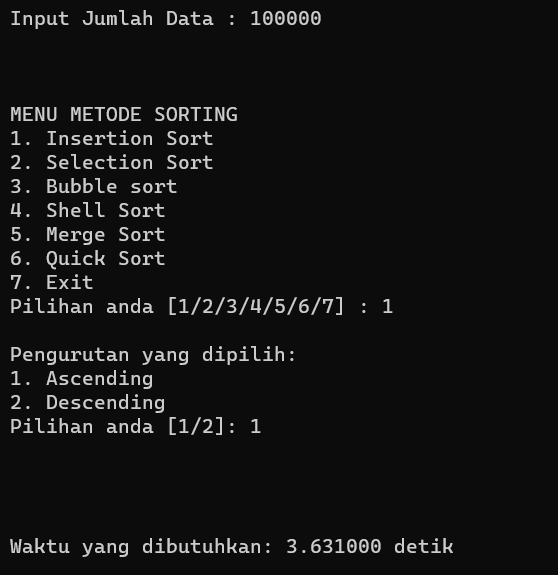 Input Jumlah Data : 100000
MENU METODE SORTING
1. Insertion Sort
2. Selection Sort
3. Bubble sort
4. Shell Sort
5. Merge Sort
6. Quick Sort
7. Exit
Pilihan anda [1/2/3/4/5/6/7] : 1
Pengurutan yang dipilih:
1. Ascending
2. Descending
Pilihan anda [1/2]: 1
Waktu yang dibutuhkan: 3.631000 detik